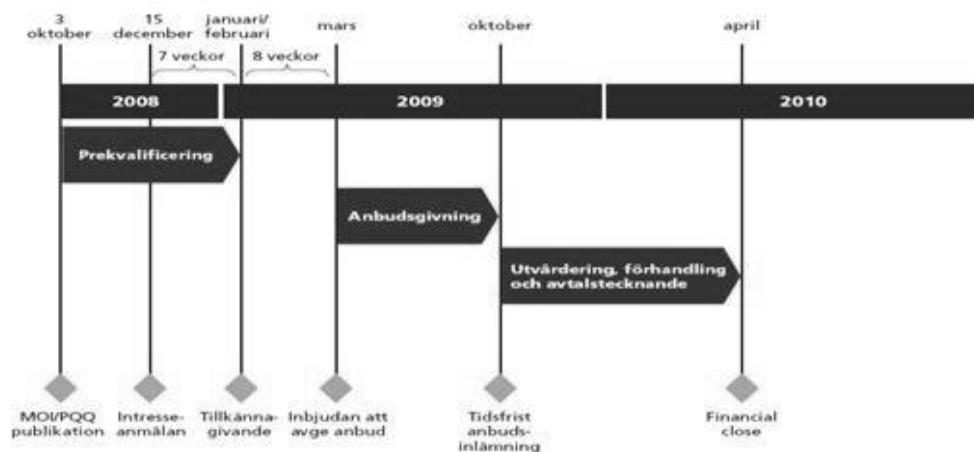 3
oktober
15
december
januari/
februari
mars
oktober
april
7 veckor
8 veckor
2008
2009
2010
Prekvalificering
Anbudsgivning
Utvärdering, förhandling
och avtalstecknande
MOI/PQQ
publikation
Intresse-
anmälan
Tillkänna-
givande
Inbjudan att
avge anbud
Tidsfrist
anbuds-
inlämning
Financial
close